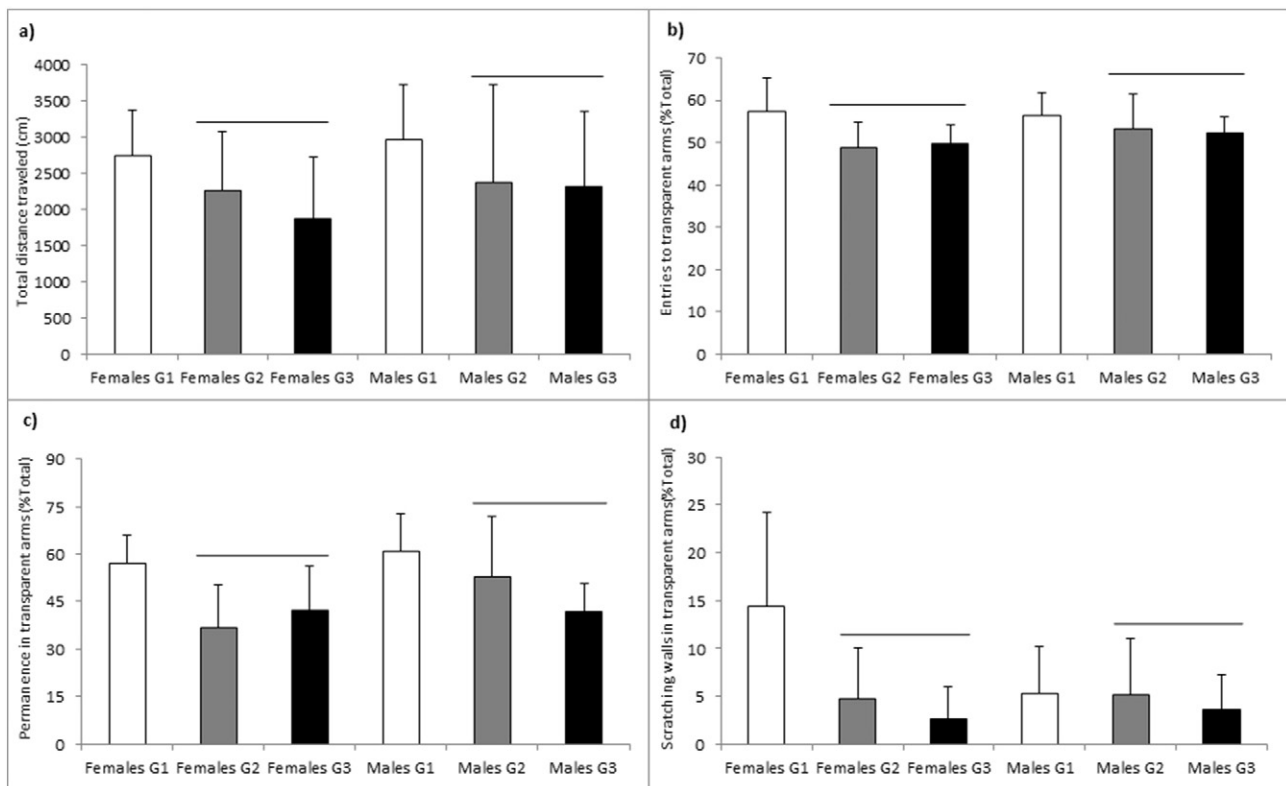 a)
Total distance traveled (cm)
4000
3500
3000
2500
2000
1500
1000
500
0
Females G1 Females G2 Females G3 Males G1 Males G2 Males G3
b)
Entries to transparent arms (%Total)
70
60
50
40
30
20
10
0
Females G1 Females G2 Females G3 Males G1 Males G2 Males G3
c)
Permanence in transparent arms (%Total)
90
75
60
45
30
15
0
Females G1 Females G2 Females G3 Males G1 Males G2 Males G3
d)
Scratching walls in transparent arms(%Total)
30
25
20
15
10
5
0
Females G1 Females G2 Females G3 Males G1 Males G2 Males G3